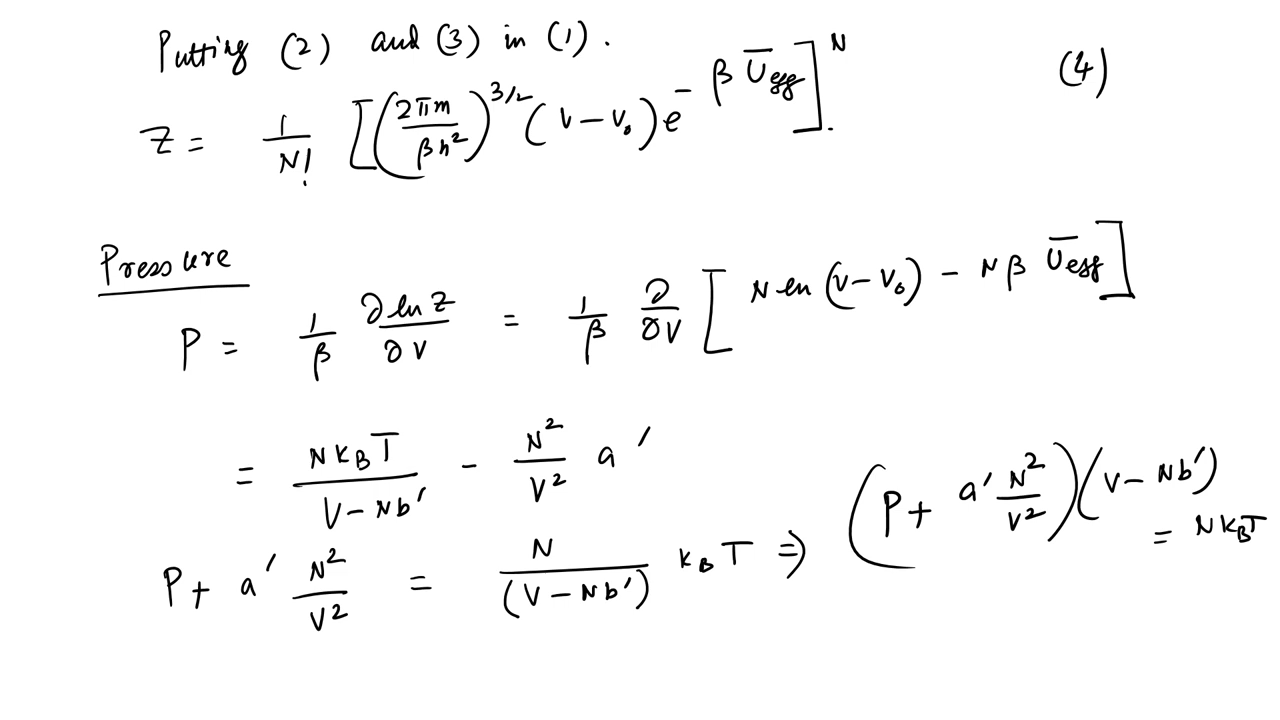 Putting (2) and (3) in (1).
Z = 1/N! [(2πm/βh²)^{3/2} (V − V₀) e^{−β Ū_eff}]^N. (4)
Pressure
P = 1/β ∂ ln Z/∂V = 1/β ∂/∂V [N ln (V − V₀) − Nβ Ū_eff]
= N k_B T/(V − Nb′) − N²/V² a′
P + a′ N²/V² = N/(V − Nb′) k_B T ⇒ (P + a′ N²/V²)(V − Nb′)
= N k_B T